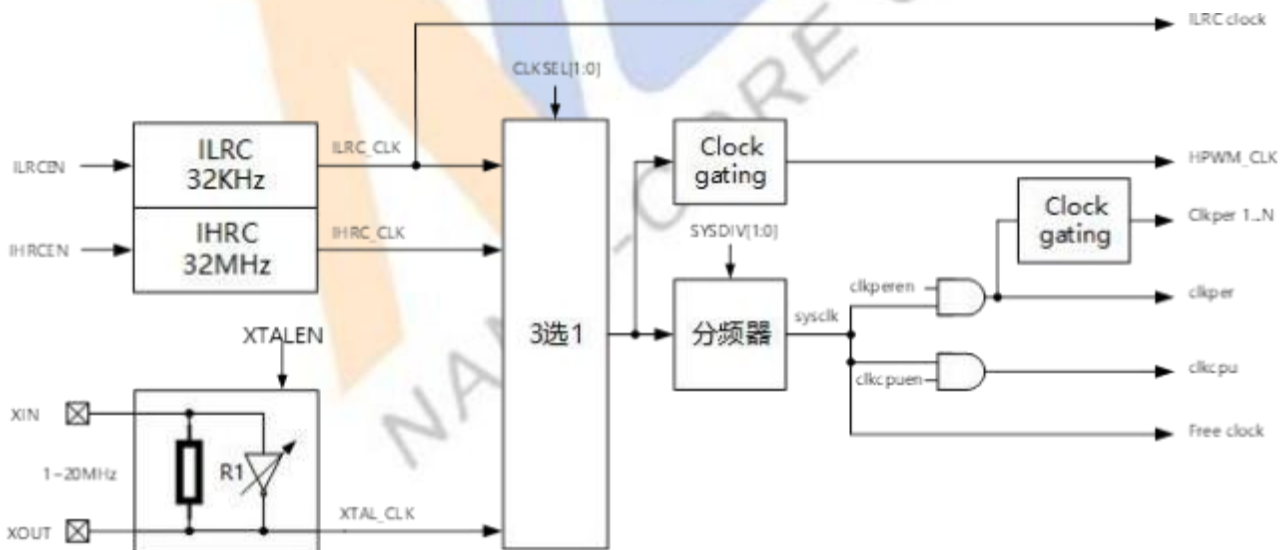 ILRC clock
CLKSEL[1:0]
ILRCEN
ILRC
32KHz
ILRC_CLK
Clock
gating
HPWM_CLK
IHRCEN
IHRC
32MHz
IHRC_CLK
SYSDIV[1:0]
Clock
gating
Clkper 1...N
clkperen
clkper
XTALEN
3选1
分频器
sysclk
clkcpuen
clkcpu
XIN
Free clock
1~20MHz
R1
XOUT
XTAL_CLK